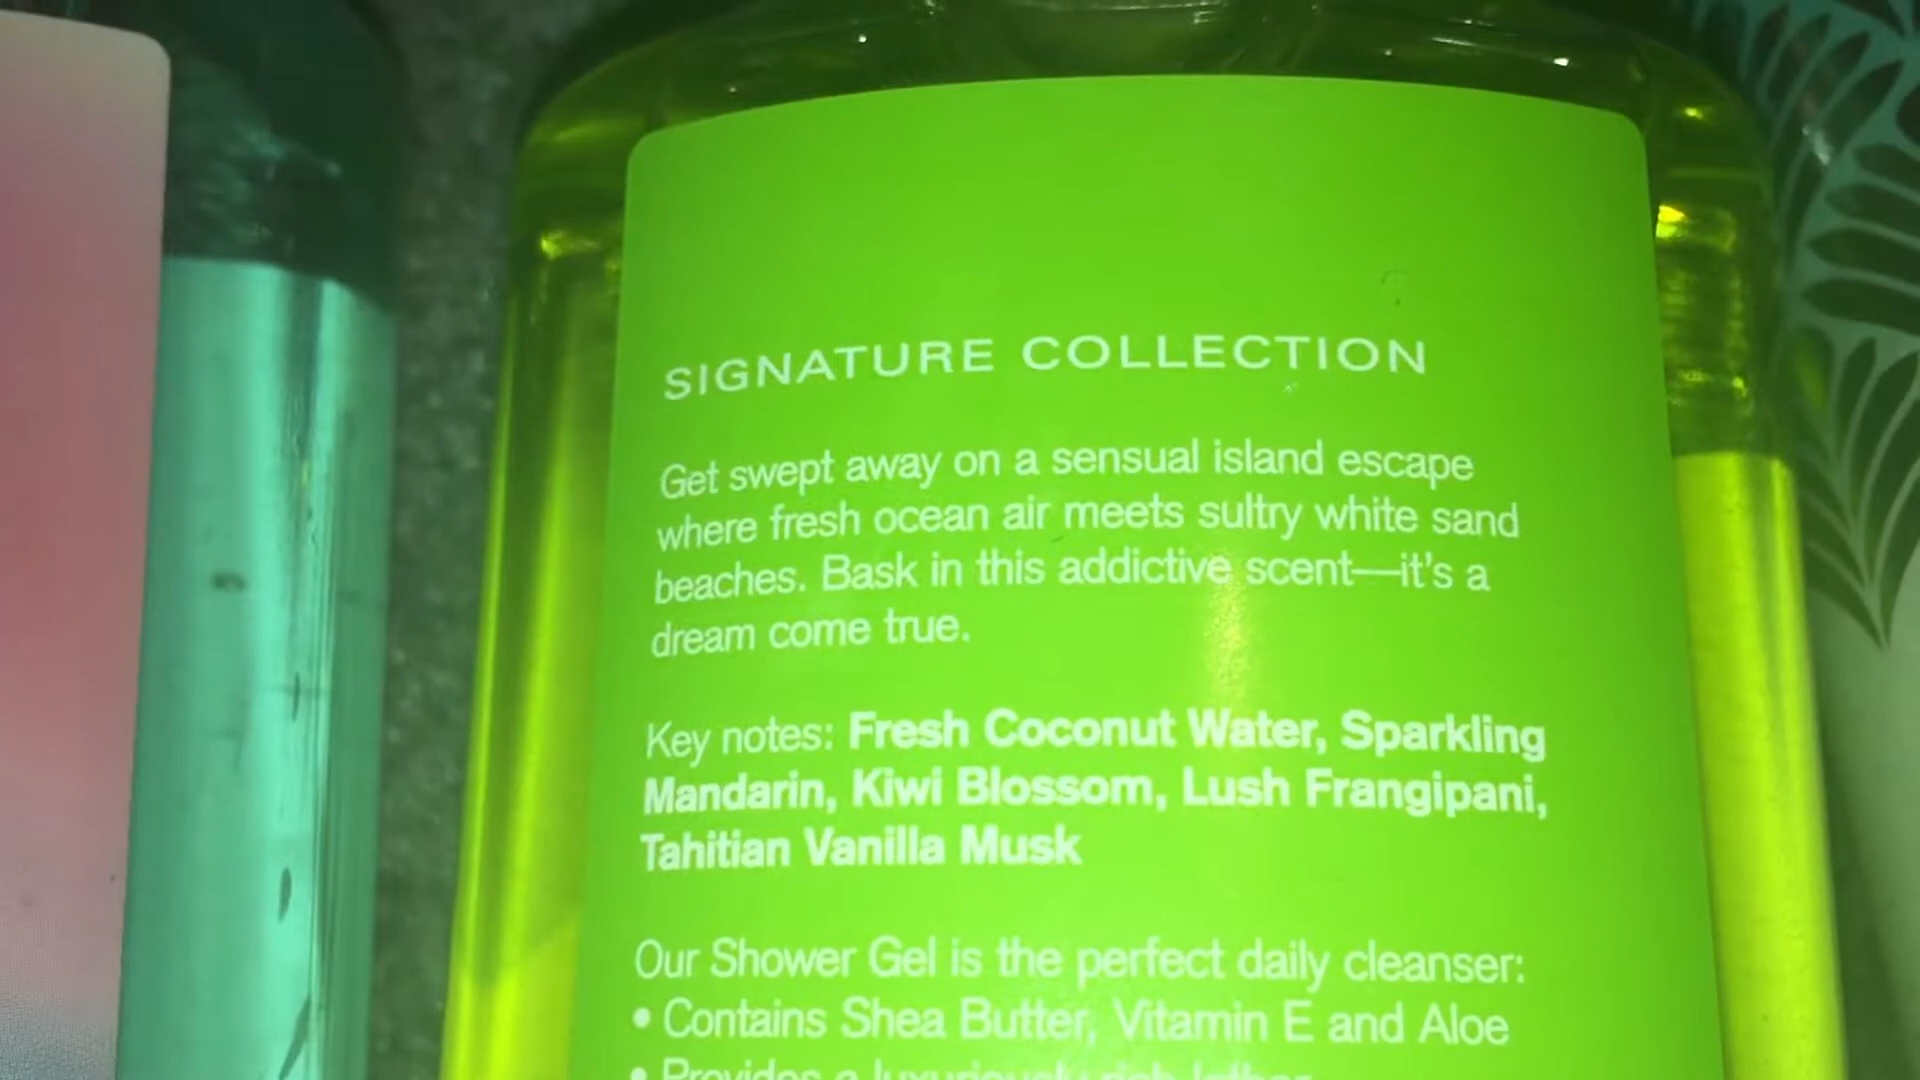 SIGNATURE COLLECTION
Get swept away on a sensual island escape
where fresh ocean air meets sultry white sand
beaches. Bask in this addictive scent—it's a
dream come true.
Key notes: Fresh Coconut Water, Sparkling
Mandarin, Kiwi Blossom, Lush Frangipani,
Tahitian Vanilla Musk
Our Shower Gel is the perfect daily cleanser:
• Contains Shea Butter, Vitamin E and Aloe
• Provides a luxuriously rich lather